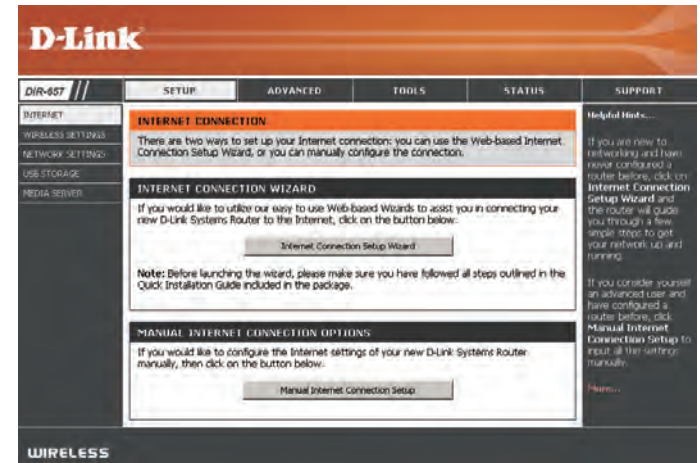 D-Link
DIR-657
SETUP
ADVANCED
TOOLS
STATUS
SUPPORT
INTERNET
WIRELESS SETTINGS
NETWORK SETTINGS
USB STORAGE
MEDIA SERVER
INTERNET CONNECTION
There are two ways to set up your Internet connection: you can use the Web-based Internet
Connection Setup Wizard, or you can manually configure the connection.
INTERNET CONNECTION WIZARD
If you would like to utilize our easy to use Web-based Wizards to assist you in connecting your
new D-Link Systems Router to the Internet, click on the button below.
Internet Connection Setup Wizard
Note: Before launching the wizard, please make sure you have followed all steps outlined in the
Quick Installation Guide included in the package.
MANUAL INTERNET CONNECTION OPTIONS
If you would like to configure the Internet settings of your new D-Link Systems Router
manually, then click on the button below.
Manual Internet Connection Setup
Helpful Hints...
If you are new to
networking and have
never configured a
router before, click on
Internet Connection
Setup Wizard and
the router will guide
you through a few
simple steps to get
your network up and
running.
If you consider yourself
an advanced user and
have configured a
router before, click
Manual Internet
Connection Setup to
input all the settings
manually.
More...
WIRELESS